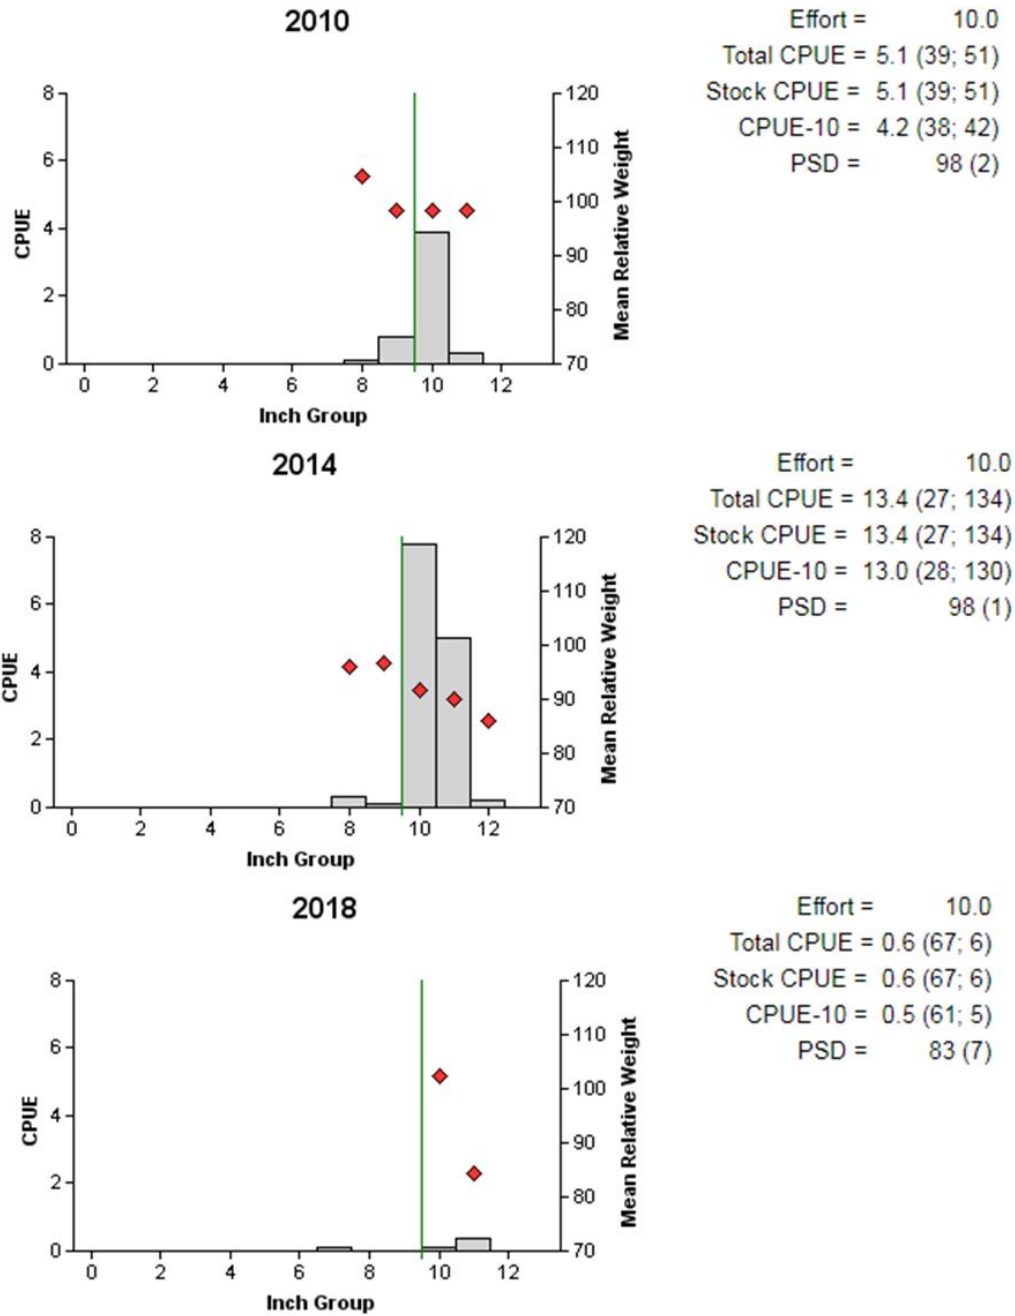 2010
Effort = 10.0
Total CPUE = 5.1 (39; 51)
Stock CPUE = 5.1 (39; 51)
CPUE-10 = 4.2 (38; 42)
PSD = 98 (2)
8
6
4
2
0
CPUE
120
110
100
90
80
70
Mean Relative Weight
0 2 4 6 8 10 12
Inch Group
2014
Effort = 10.0
Total CPUE = 13.4 (27; 134)
Stock CPUE = 13.4 (27; 134)
CPUE-10 = 13.0 (28; 130)
PSD = 98 (1)
8
6
4
2
0
CPUE
120
110
100
90
80
70
Mean Relative Weight
0 2 4 6 8 10 12
Inch Group
2018
Effort = 10.0
Total CPUE = 0.6 (67; 6)
Stock CPUE = 0.6 (67; 6)
CPUE-10 = 0.5 (61; 5)
PSD = 83 (7)
8
6
4
2
0
CPUE
120
110
100
90
80
70
Mean Relative Weight
0 2 4 6 8 10 12
Inch Group